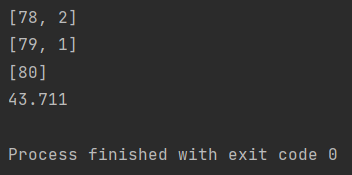 [78, 2]
[79, 1]
[80]
43.711
Process finished with exit code 0